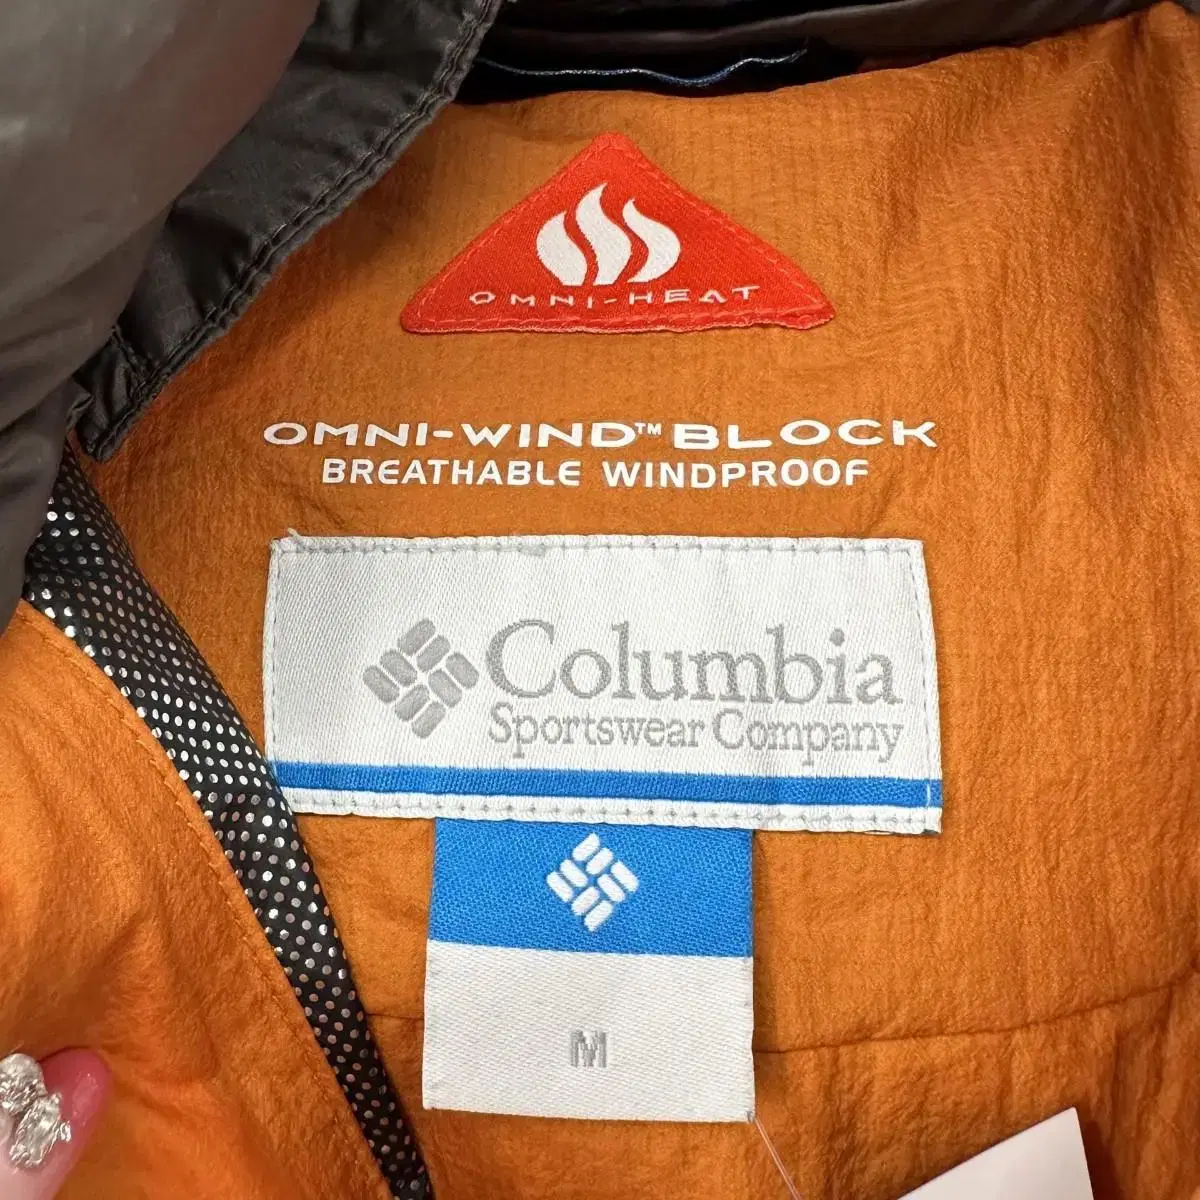 OMNI-HEAT
OMNI-WIND™ BLOCK
BREATHABLE WINDPROOF
Columbia
Sportswear Company
M